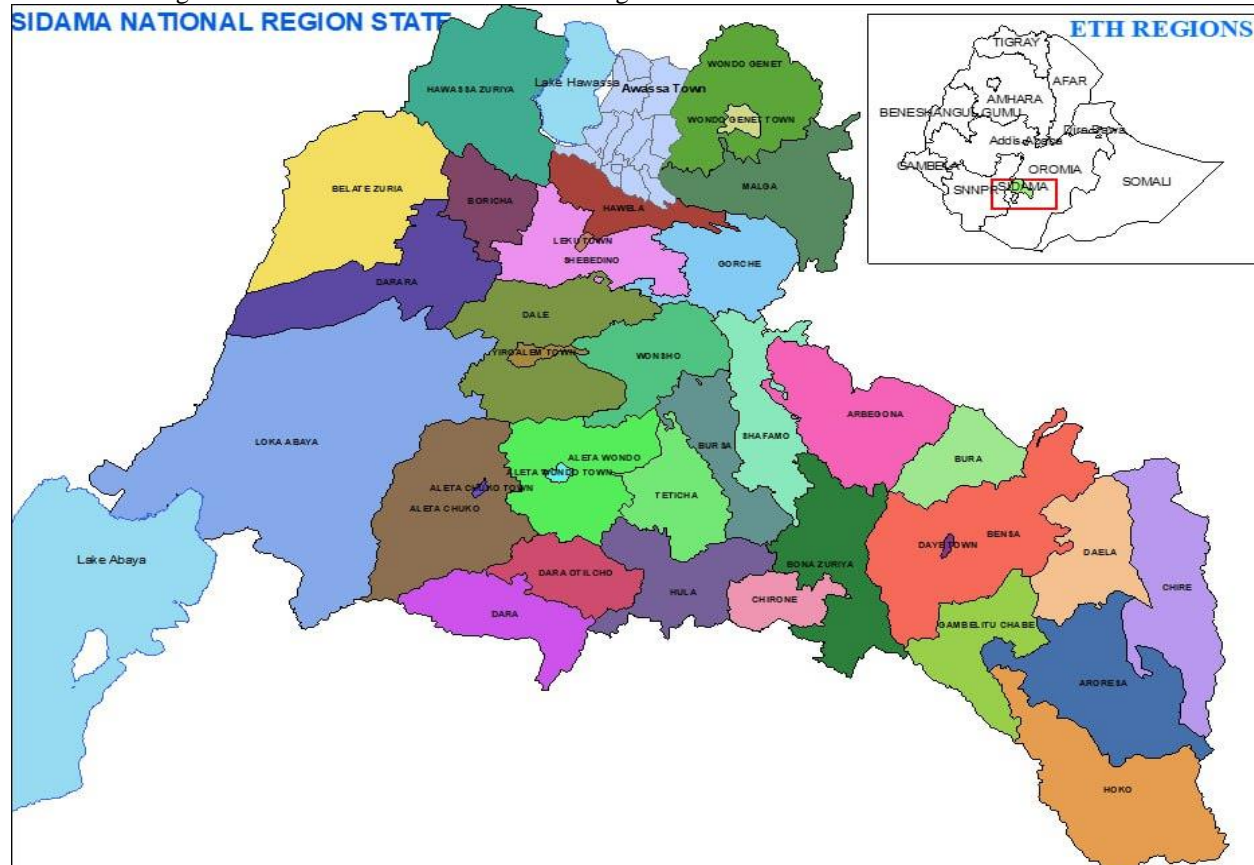 SIDAMA NATIONAL REGION STATE
ETH REGIONS
TIGRAY
AFAR
AMHARA
BENESHANGUL GUMU
Dire Dawa
Addis Ababa
GAMBELA
OROMIA
SNNPR
SIDAMA
SOMALI
WONDO GENET
Lake Hawassa
HAWASSA ZURIYA
Awassa Town
WONDO GENET TOWN
BELATE ZURIA
MALGA
BORICHA
HAWELA
LEKU TOWN
SHEBEDINO
GORCHE
DARARA
DALE
YIRGALEM TOWN
WONSHO
ARBEGONA
LOKA ABAYA
BURSA
SHAFAMO
BURA
ALETA WONDO
ALETA WONDO TOWN
ALETA CHUKO TOWN
TETICHA
ALETA CHUKO
DAYE TOWN
BENSA
DAELA
Lake Abaya
BONA ZURIYA
CHIRE
DARA OTILCHO
HULA
CHIRONE
DARA
GAMBELITU CHABE
ARORESA
HOKO